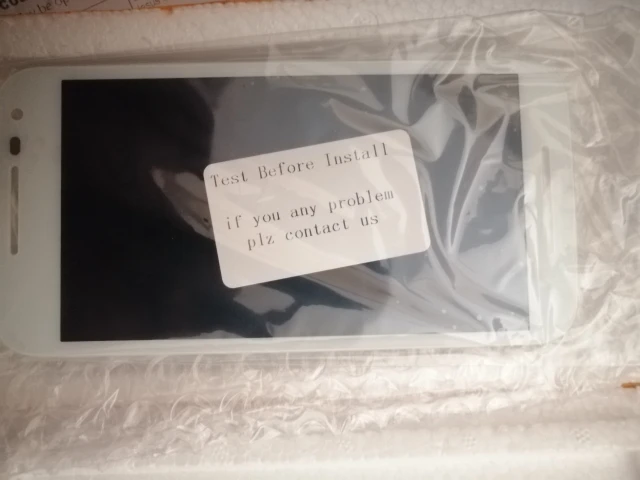 Test Before Install
if you any problem
plz contact us